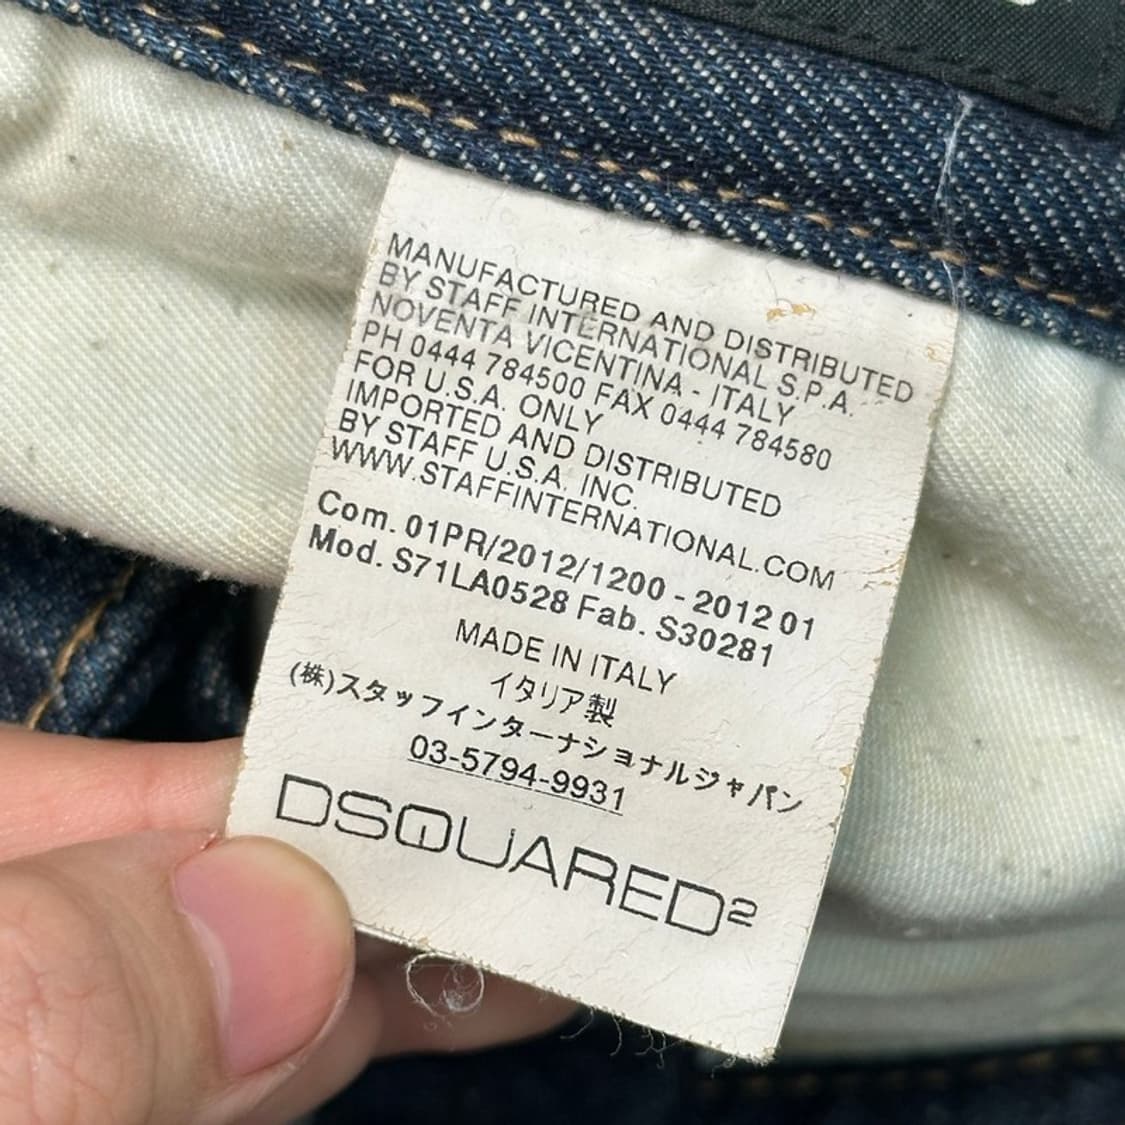 MANUFACTURED AND DISTRIBUTED
BY STAFF INTERNATIONAL S.P.A.
NOVENTA VICENTINA - ITALY
PH 0444 784500 FAX 0444 784580
FOR U.S.A. ONLY
IMPORTED AND DISTRIBUTED
BY STAFF U.S.A. INC.
WWW.STAFFINTERNATIONAL.COM
Com. 01PR/2012/1200 - 2012 01
Mod. S71LA0528 Fab. S30281
MADE IN ITALY
イタリア製
(株)スタッフインターナショナルジャパン
03-5794-9931
DSQUARED2